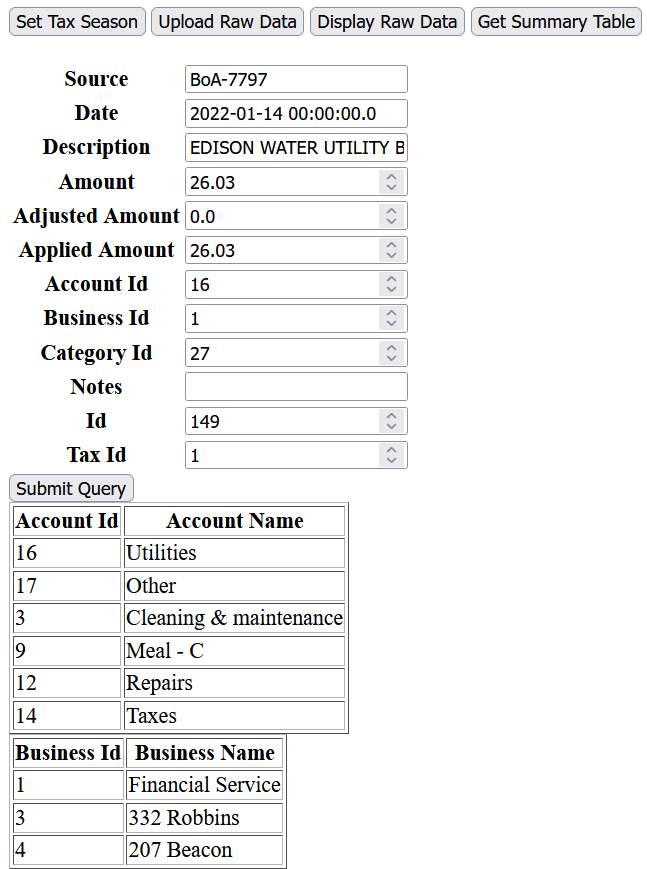 Set Tax Season Upload Raw Data Display Raw Data Get Summary Table
Source BoA-7797
Date 2022-01-14 00:00:00.0
Description EDISON WATER UTILITY B
Amount 26.03
Adjusted Amount 0.0
Applied Amount 26.03
Account Id 16
Business Id 1
Category Id 27
Notes
Id 149
Tax Id 1
Submit Query
Account Id Account Name
16 Utilities
17 Other
3 Cleaning & maintenance
9 Meal - C
12 Repairs
14 Taxes
Business Id Business Name
1 Financial Service
3 332 Robbins
4 207 Beacon